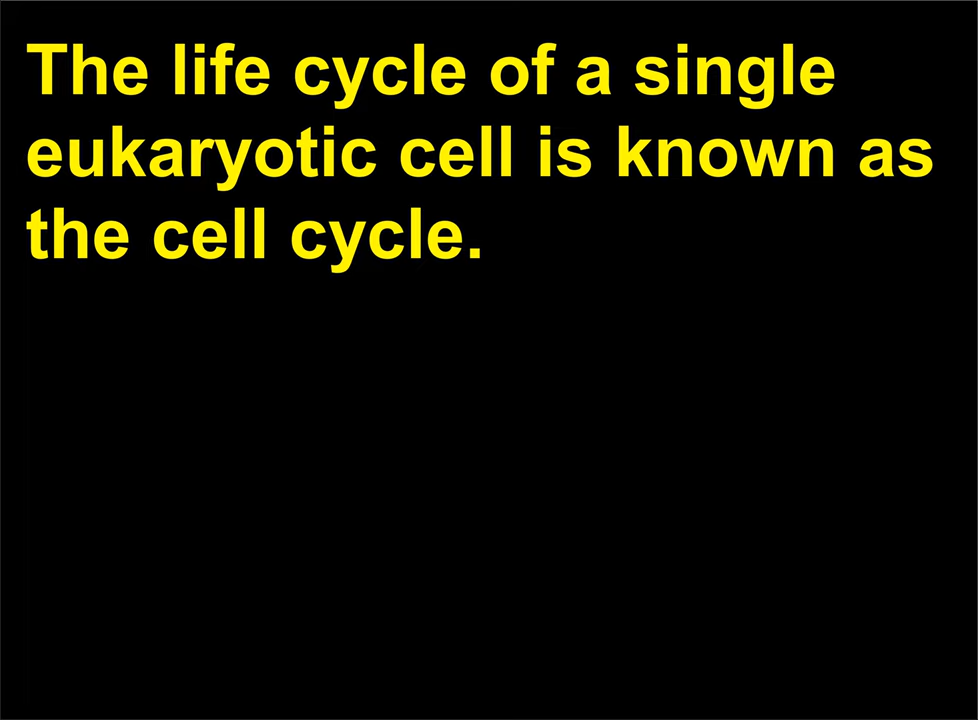 The life cycle of a single
eukaryotic cell is known as
the cell cycle.